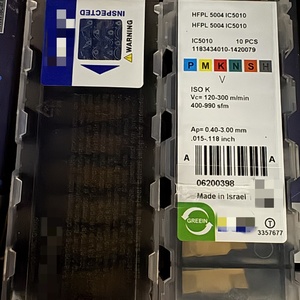 INSPECTED
WARNING
HFPL 5004 IC5010
HFPL 5004 IC5010
IC5010 10 PCS
1183434010-1420079
P M K N S H
V
ISO K
Vc= 120-300 m/min
400-990 sfm
Ap= 0.40-3.00 mm
.015-.118 inch
A A
06200398
Made in Israel
GREEN
T
3357677